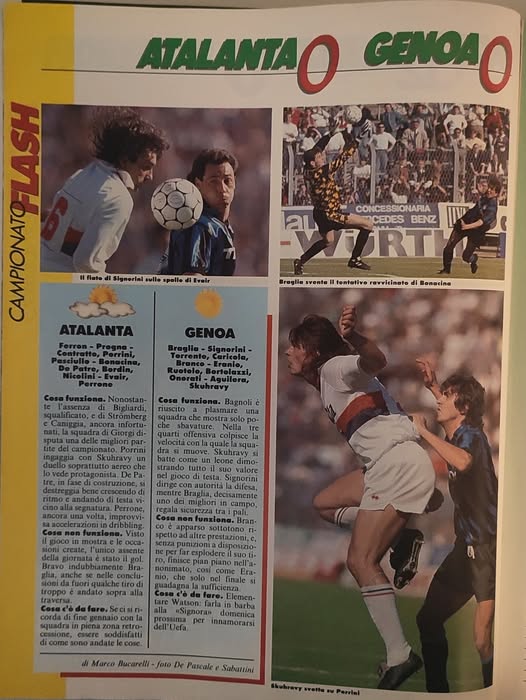 ATALANTA 0 GENOA 0
CAMPIONATO FLASH
6
Il fiato di Signorini sulle spalle di Evair
CONCESSIONARIA
CEDES BENZ
WÜRTH
UNI
Braglia sventa il tentativo ravvicinato di Bonacina
ATALANTA
Ferron - Progna -
Contratto, Porrini,
Pasciullo - Bonacina,
De Patre, Bordin,
Nicolini - Evair,
Perrone
Cosa funziona. Nonostan-
te l'assenza di Bigliardi,
squalificato, e di Strömberg
e Caniggia, ancora infortu-
nati, la squadra di Giorgi di-
sputa una delle migliori par-
tite del campionato. Porrini
ingaggia con Skuhravy un
duello soprattutto aereo che
lo vede protagonista. De Pa-
tre, in fase di costruzione, si
destreggia bene crescendo di
ritmo e andando di testa vi-
cino alla segnatura. Perrone,
ancora una volta, improvvi-
sa accelerazioni in dribbling.
Cosa non funziona. Visto
il gioco in mostra e le occa-
sioni create, l'unico assente
della giornata è stato il gol.
Bravo indubbiamente Bra-
glia, anche se nelle conclu-
sioni da fuori qualche tiro di
troppo è andato sopra alla
traversa.
Cosa c'è da fare. Se ci si ri-
corda di fine gennaio con la
squadra in piena zona retro-
cessione, essere soddisfatti
di come sono andate le cose.
GENOA
Braglia - Signorini -
Torrente, Caricola,
Branco - Eranio,
Ruotolo, Bortolazzi,
Onorati - Aguilera,
Skuhravy
Cosa funziona. Bagnoli è
riuscito a plasmare una
squadra che mostra solo po-
che sbavature. Nella tre
quarti offensiva colpisce la
velocità con la quale la squa-
dra si muove. Skuhravy si
batte come un leone dimo-
strando tutto il suo valore
nel gioco di testa. Signorini
dirige con autorità la difesa,
mentre Braglia, decisamente
uno dei migliori in campo,
regala sicurezza tra i pali.
Cosa non funziona. Bran-
co è apparso sottotono ri-
spetto ad altre prestazioni, e,
senza punizioni a disposizio-
ne per far esplodere il suo ti-
ro, finisce pian piano nell'a-
nonimato, così come Era-
nio, che solo nel finale si
guadagna la sufficienza.
Cosa c'è da fare. Elemen-
tare Watson: farla in barba
alla «Signora» domenica
prossima per innamorarsi
dell'Uefa.
di Marco Bucarelli - foto De Pascale e Sabattini
Skuhravy svetta su Porrini